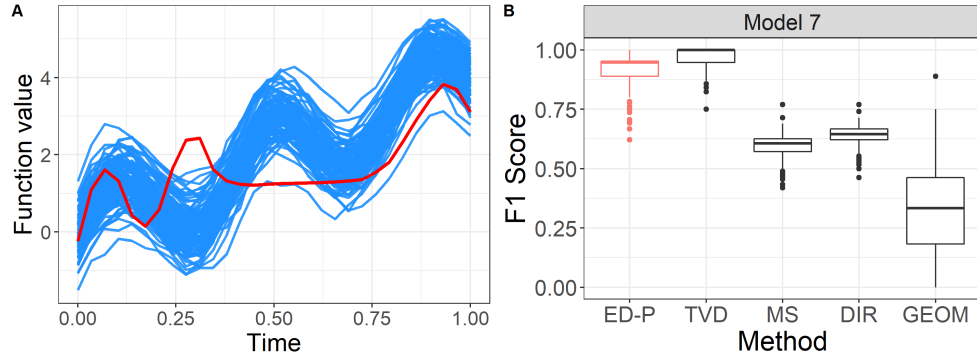 A
Function value
4
2
0
0.00 0.25 0.50 0.75 1.00
Time
B
Model 7
F1 Score
1.00
0.75
0.50
0.25
0.00
ED-P TVD MS DIR GEOM
Method